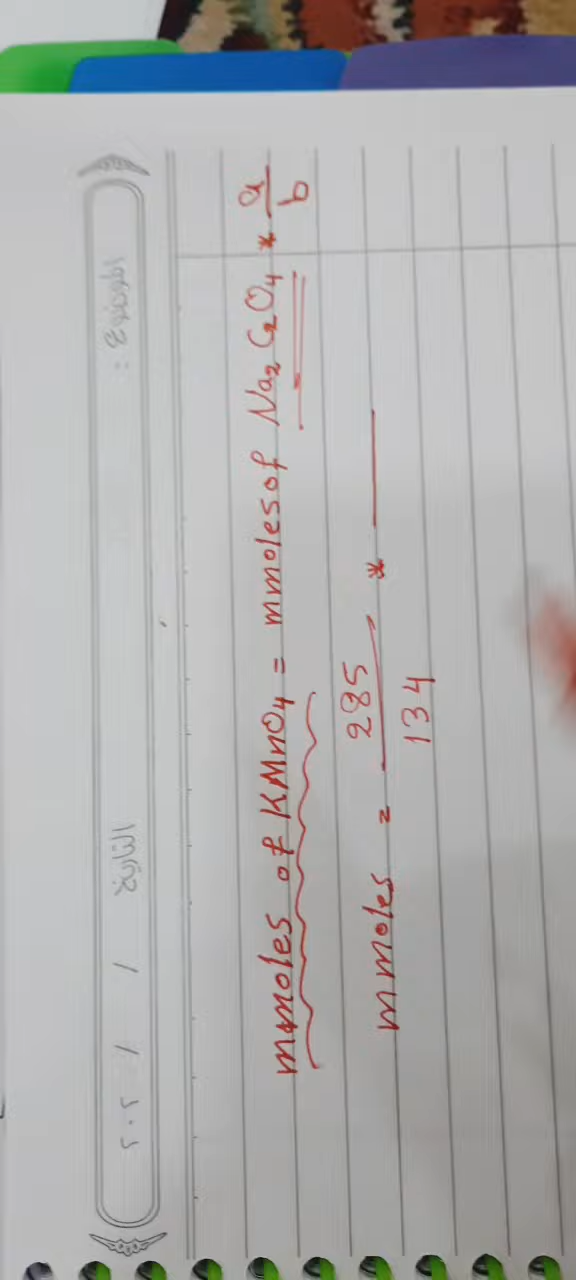 الموضوع :
التاريخ / / ٢٠٢
mmoles of KMnO₄ = mmoles of Na₂C₂O₄ * a/b
mmoles = 285/134 * —